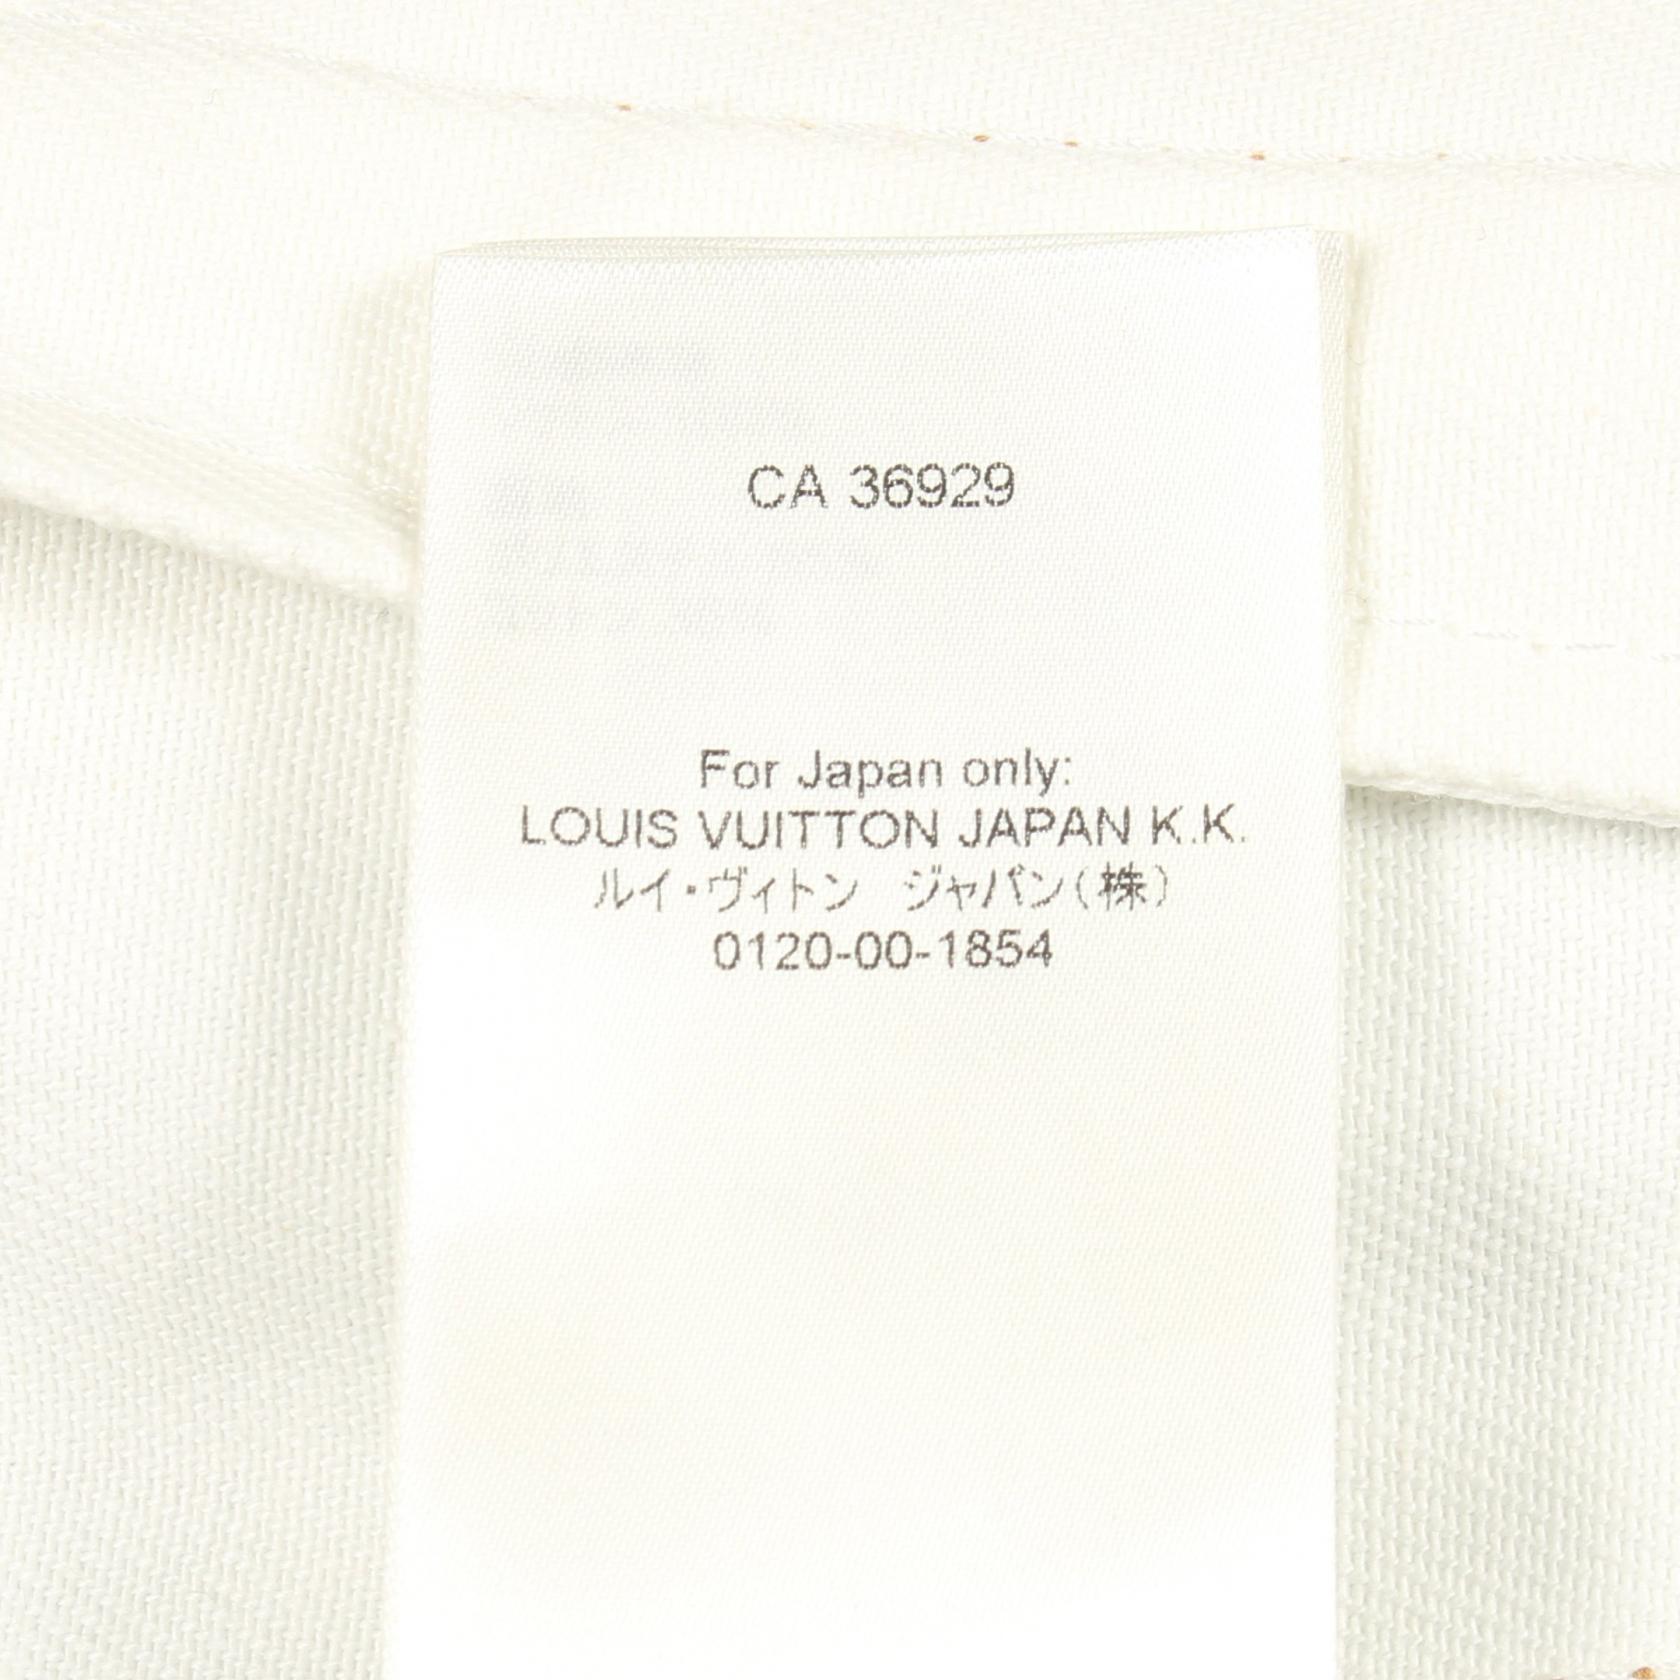 CA 36929
For Japan only:
LOUIS VUITTON JAPAN K.K.
ルイ・ヴィトン　ジャパン(株)
0120-00-1854